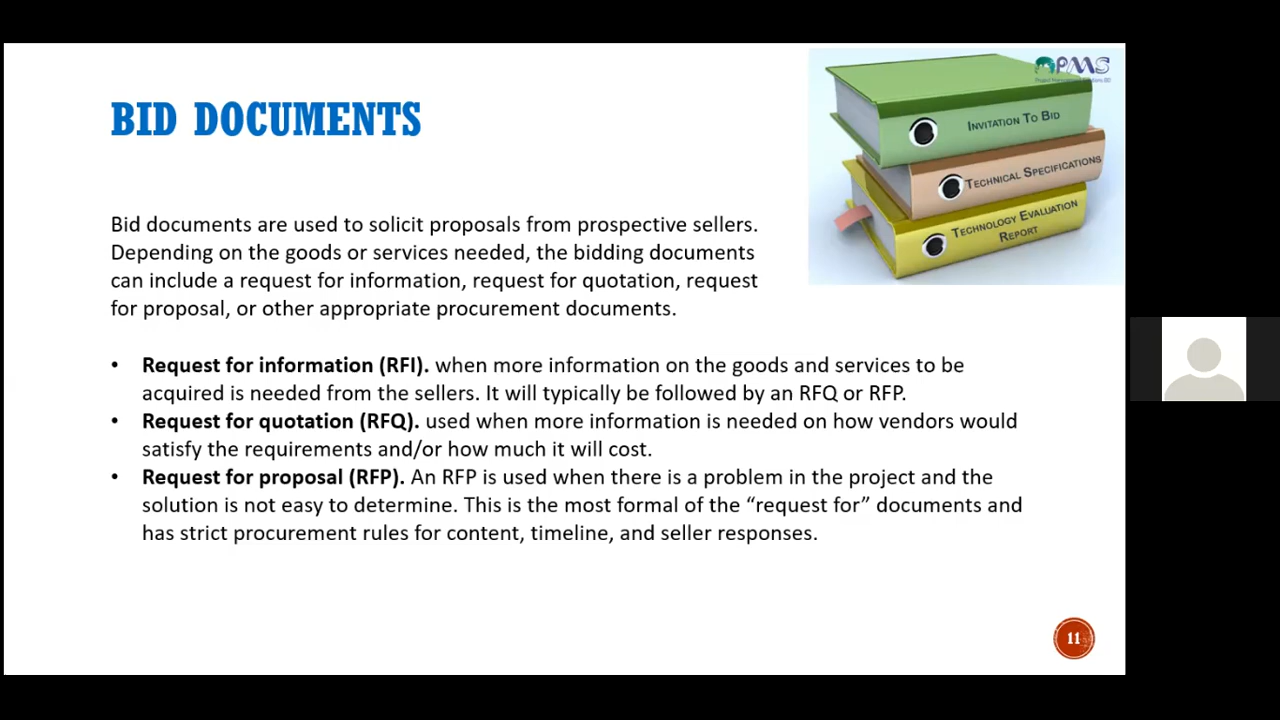 BID DOCUMENTS
PMS
INVITATION TO BID
TECHNICAL SPECIFICATIONS
TECHNOLOGY EVALUATION
REPORT
Bid documents are used to solicit proposals from prospective sellers.
Depending on the goods or services needed, the bidding documents
can include a request for information, request for quotation, request
for proposal, or other appropriate procurement documents.
• Request for information (RFI). when more information on the goods and services to be
acquired is needed from the sellers. It will typically be followed by an RFQ or RFP.
• Request for quotation (RFQ). used when more information is needed on how vendors would
satisfy the requirements and/or how much it will cost.
• Request for proposal (RFP). An RFP is used when there is a problem in the project and the
solution is not easy to determine. This is the most formal of the “request for” documents and
has strict procurement rules for content, timeline, and seller responses.
11